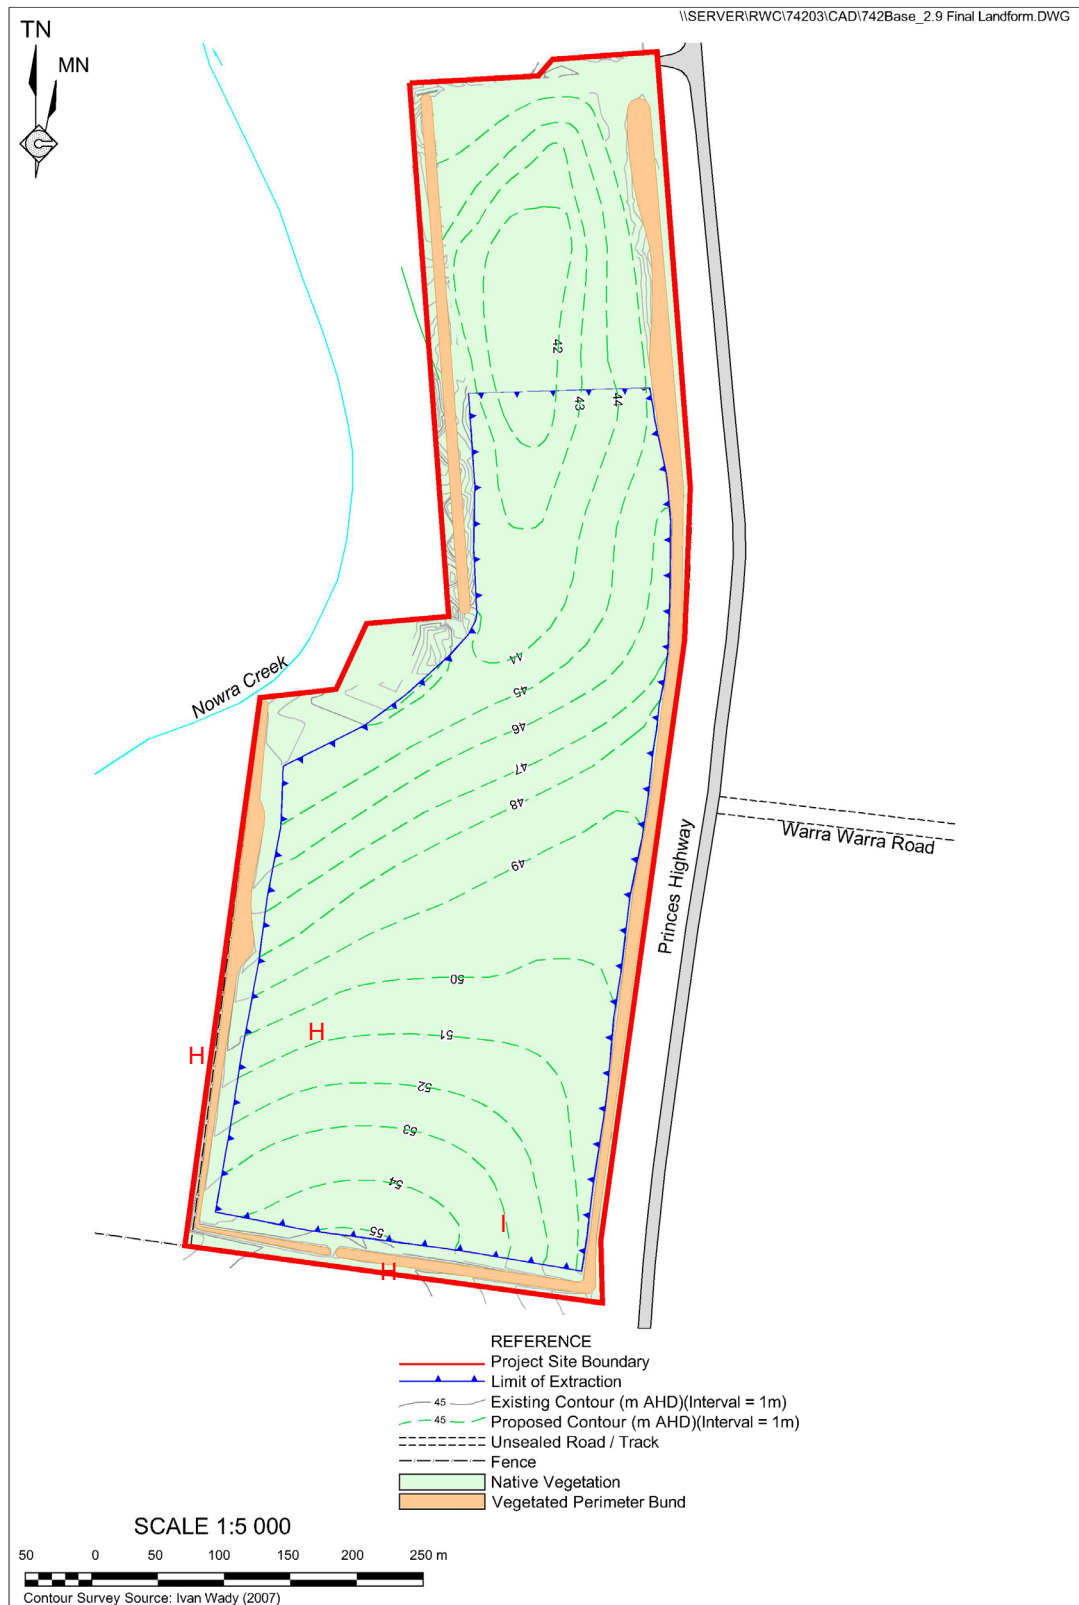 \\SERVER\RWC\74203\CAD\742Base_2.9 Final Landform.DWG
TN
MN
42
43
44
44
45
46
47
48
49
50
51
52
53
54
55
Nowra Creek
Princes Highway
Warra Warra Road
H
H
I
H
REFERENCE
Project Site Boundary
Limit of Extraction
45 Existing Contour (m AHD)(Interval = 1m)
45 Proposed Contour (m AHD)(Interval = 1m)
Unsealed Road / Track
Fence
Native Vegetation
Vegetated Perimeter Bund
SCALE 1:5 000
50 0 50 100 150 200 250 m
Contour Survey Source: Ivan Wady (2007)